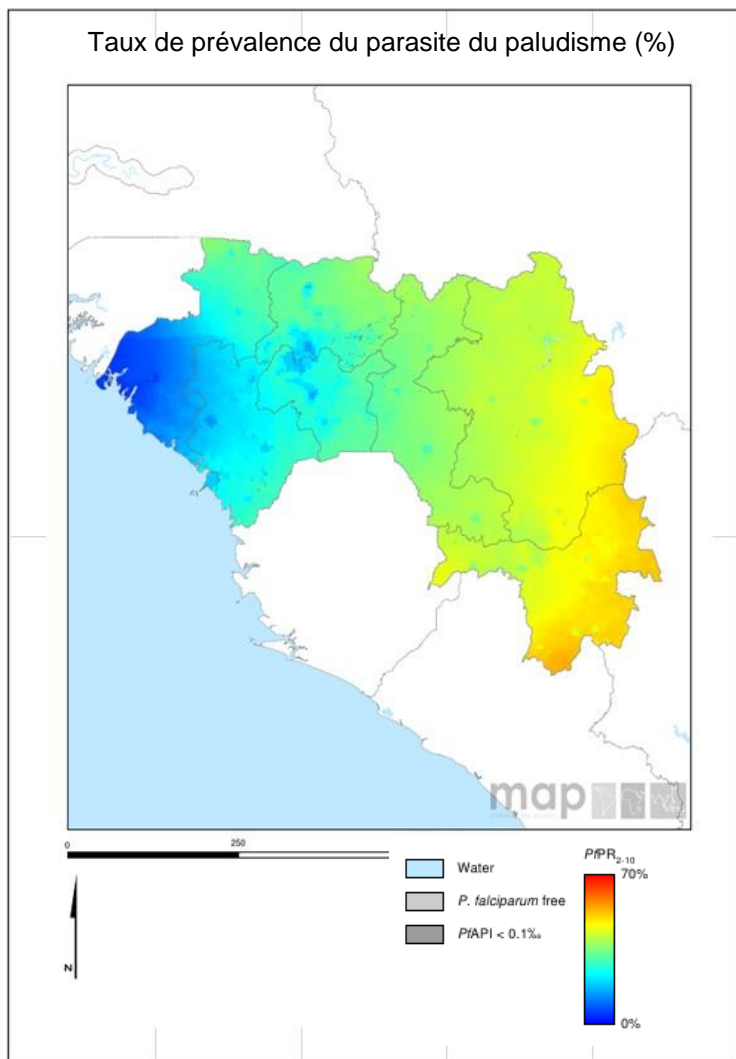 Taux de prévalence du parasite du paludisme (%)
map
0 250
Water
P. falciparum free
PfAPI < 0.1‰
PfPR2-10
70%
0%
N